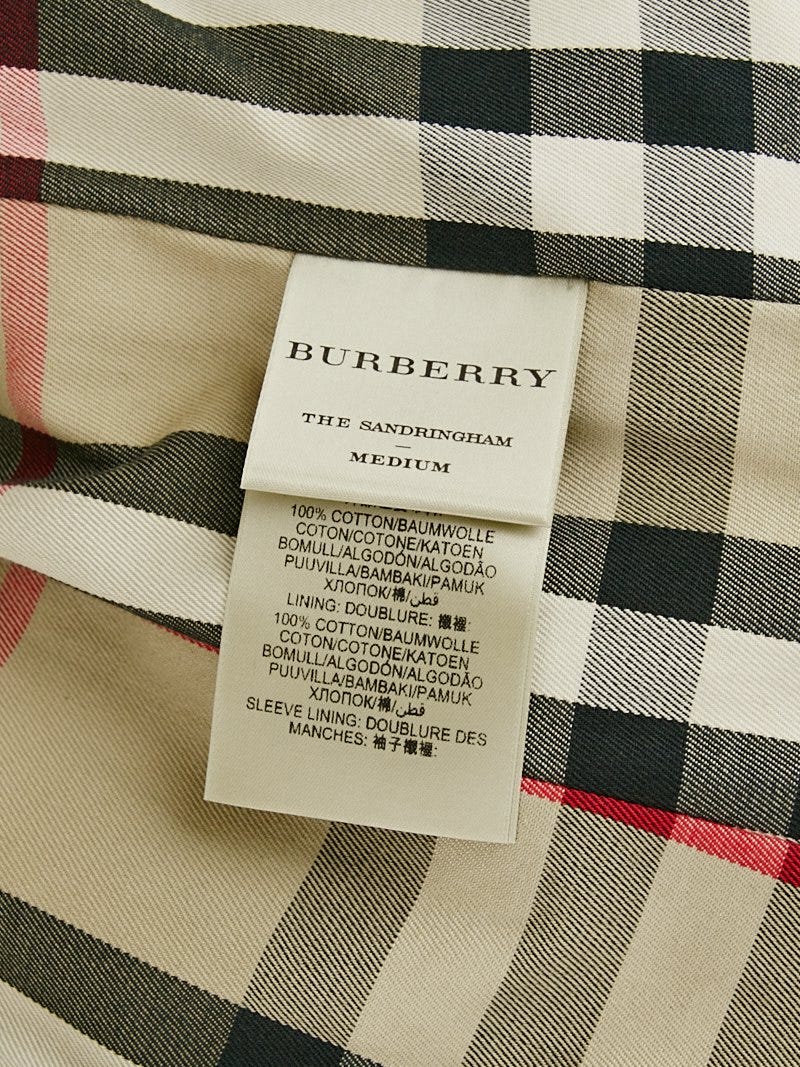 BURBERRY
THE SANDRINGHAM
—
MEDIUM
100% COTTON/BAUMWOLLE
COTON/COTONE/KATOEN
BOMULL/ALGODÓN/ALGODÃO
PUUVILLA/BAMBAKI/PAMUK
ХЛОПОК/棉/قطن
LINING: DOUBLURE: 襯裡:
100% COTTON/BAUMWOLLE
COTON/COTONE/KATOEN
BOMULL/ALGODÓN/ALGODÃO
PUUVILLA/BAMBAKI/PAMUK
ХЛОПОК/棉/قطن
SLEEVE LINING: DOUBLURE DES
MANCHES: 袖子襯裡: